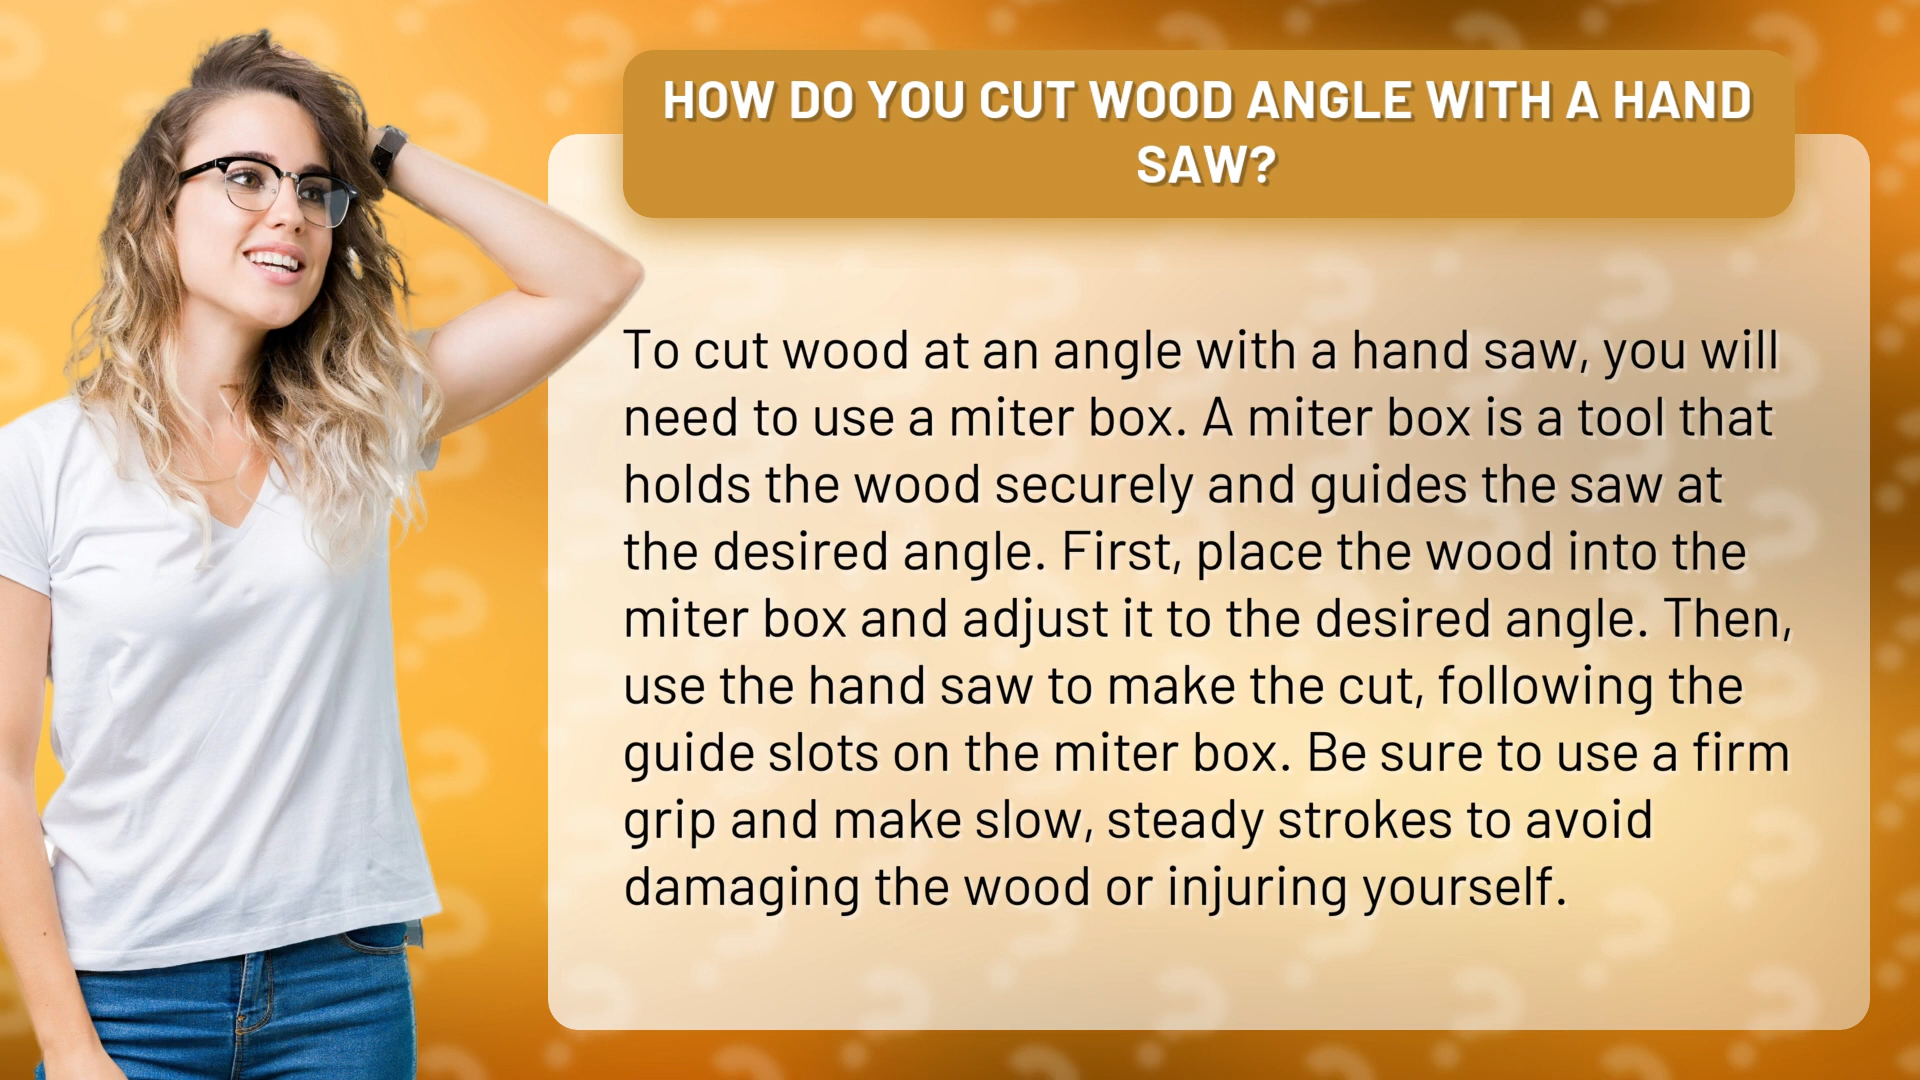 HOW DO YOU CUT WOOD ANGLE WITH A HAND
SAW?
To cut wood at an angle with a hand saw, you will
need to use a miter box. A miter box is a tool that
holds the wood securely and guides the saw at
the desired angle. First, place the wood into the
miter box and adjust it to the desired angle. Then,
use the hand saw to make the cut, following the
guide slots on the miter box. Be sure to use a firm
grip and make slow, steady strokes to avoid
damaging the wood or injuring yourself.